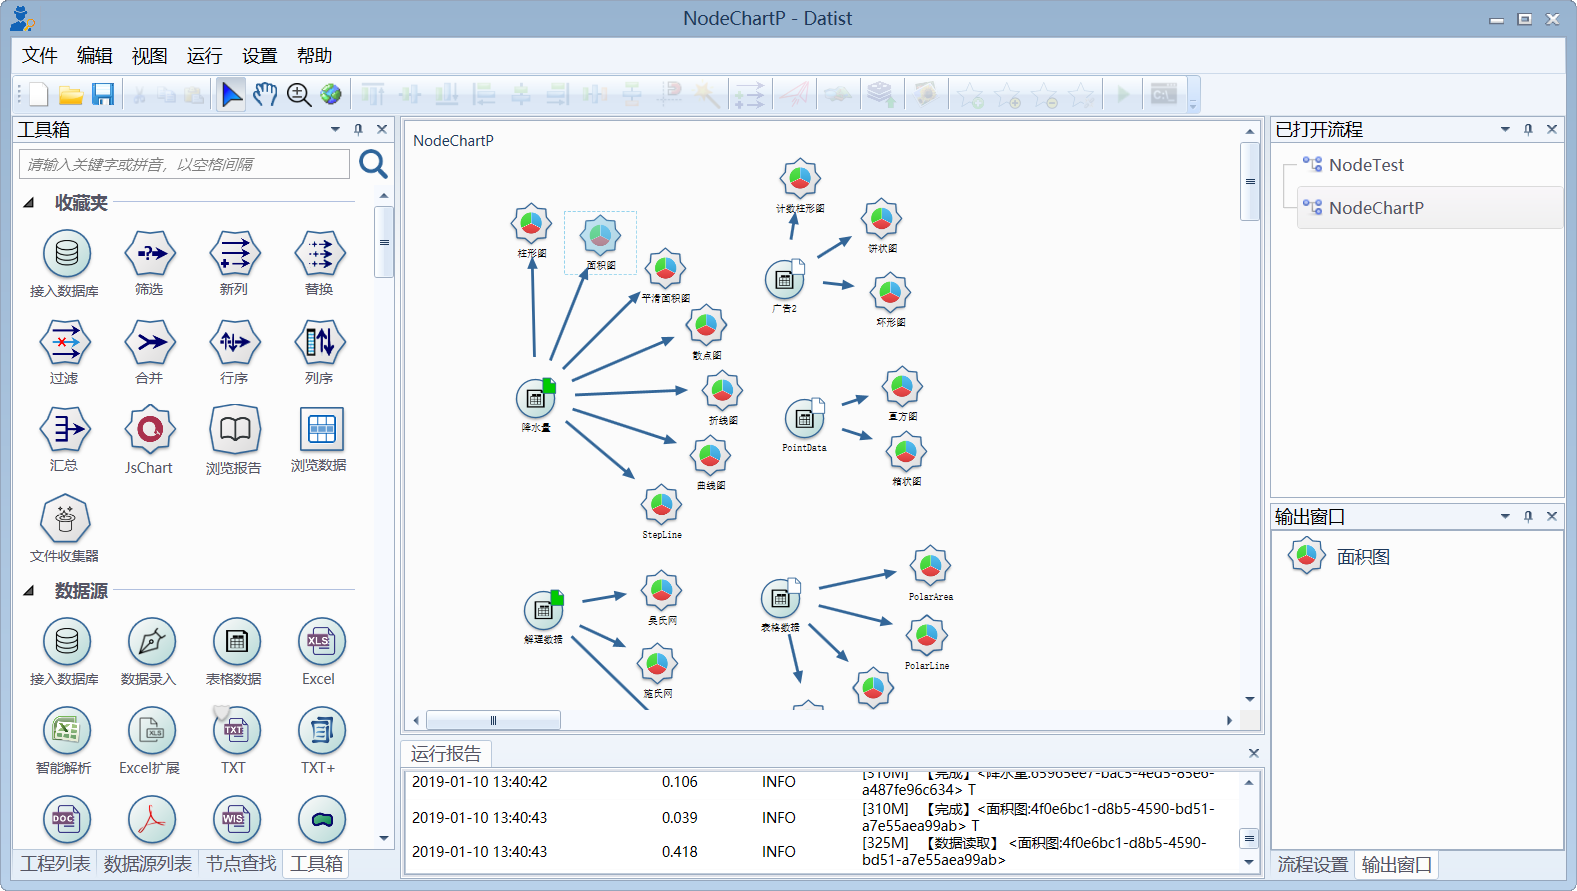 NodeChartP - Datist
文件 编辑 视图 运行 设置 帮助
工具箱
请输入关键字或拼音，以空格间隔
收藏夹
接入数据库 筛选 新列 替换
过滤 合并 行序 列序
汇总 JsChart 浏览报告 浏览数据
文件收集器
数据源
接入数据库 数据录入 表格数据 Excel
智能解析 Excel扩展 TXT TXT+
工程列表 数据源列表 节点查找 工具箱
NodeChartP
计数柱形图
柱形图
面积图
饼状图
平滑面积图
广告2
环形图
散点图
折线图
降水量
直方图
PointData
曲线图
箱状图
StepLine
PolarArea
吴氏网
表格数据
解理数据
PolarLine
施氏网
运行报告
2019-01-10 13:40:42 0.106 INFO [310M] 【完成】<降水量:65965ee7-bac5-4ed5-85e6-
a487fe96c634> T
2019-01-10 13:40:43 0.039 INFO [310M] 【完成】<面积图:4f0e6bc1-d8b5-4590-bd51-
a7e55aea99ab> T
2019-01-10 13:40:43 0.418 INFO [325M] 【数据读取】 <面积图:4f0e6bc1-d8b5-4590-
bd51-a7e55aea99ab>
已打开流程
NodeTest
NodeChartP
输出窗口
面积图
流程设置 输出窗口